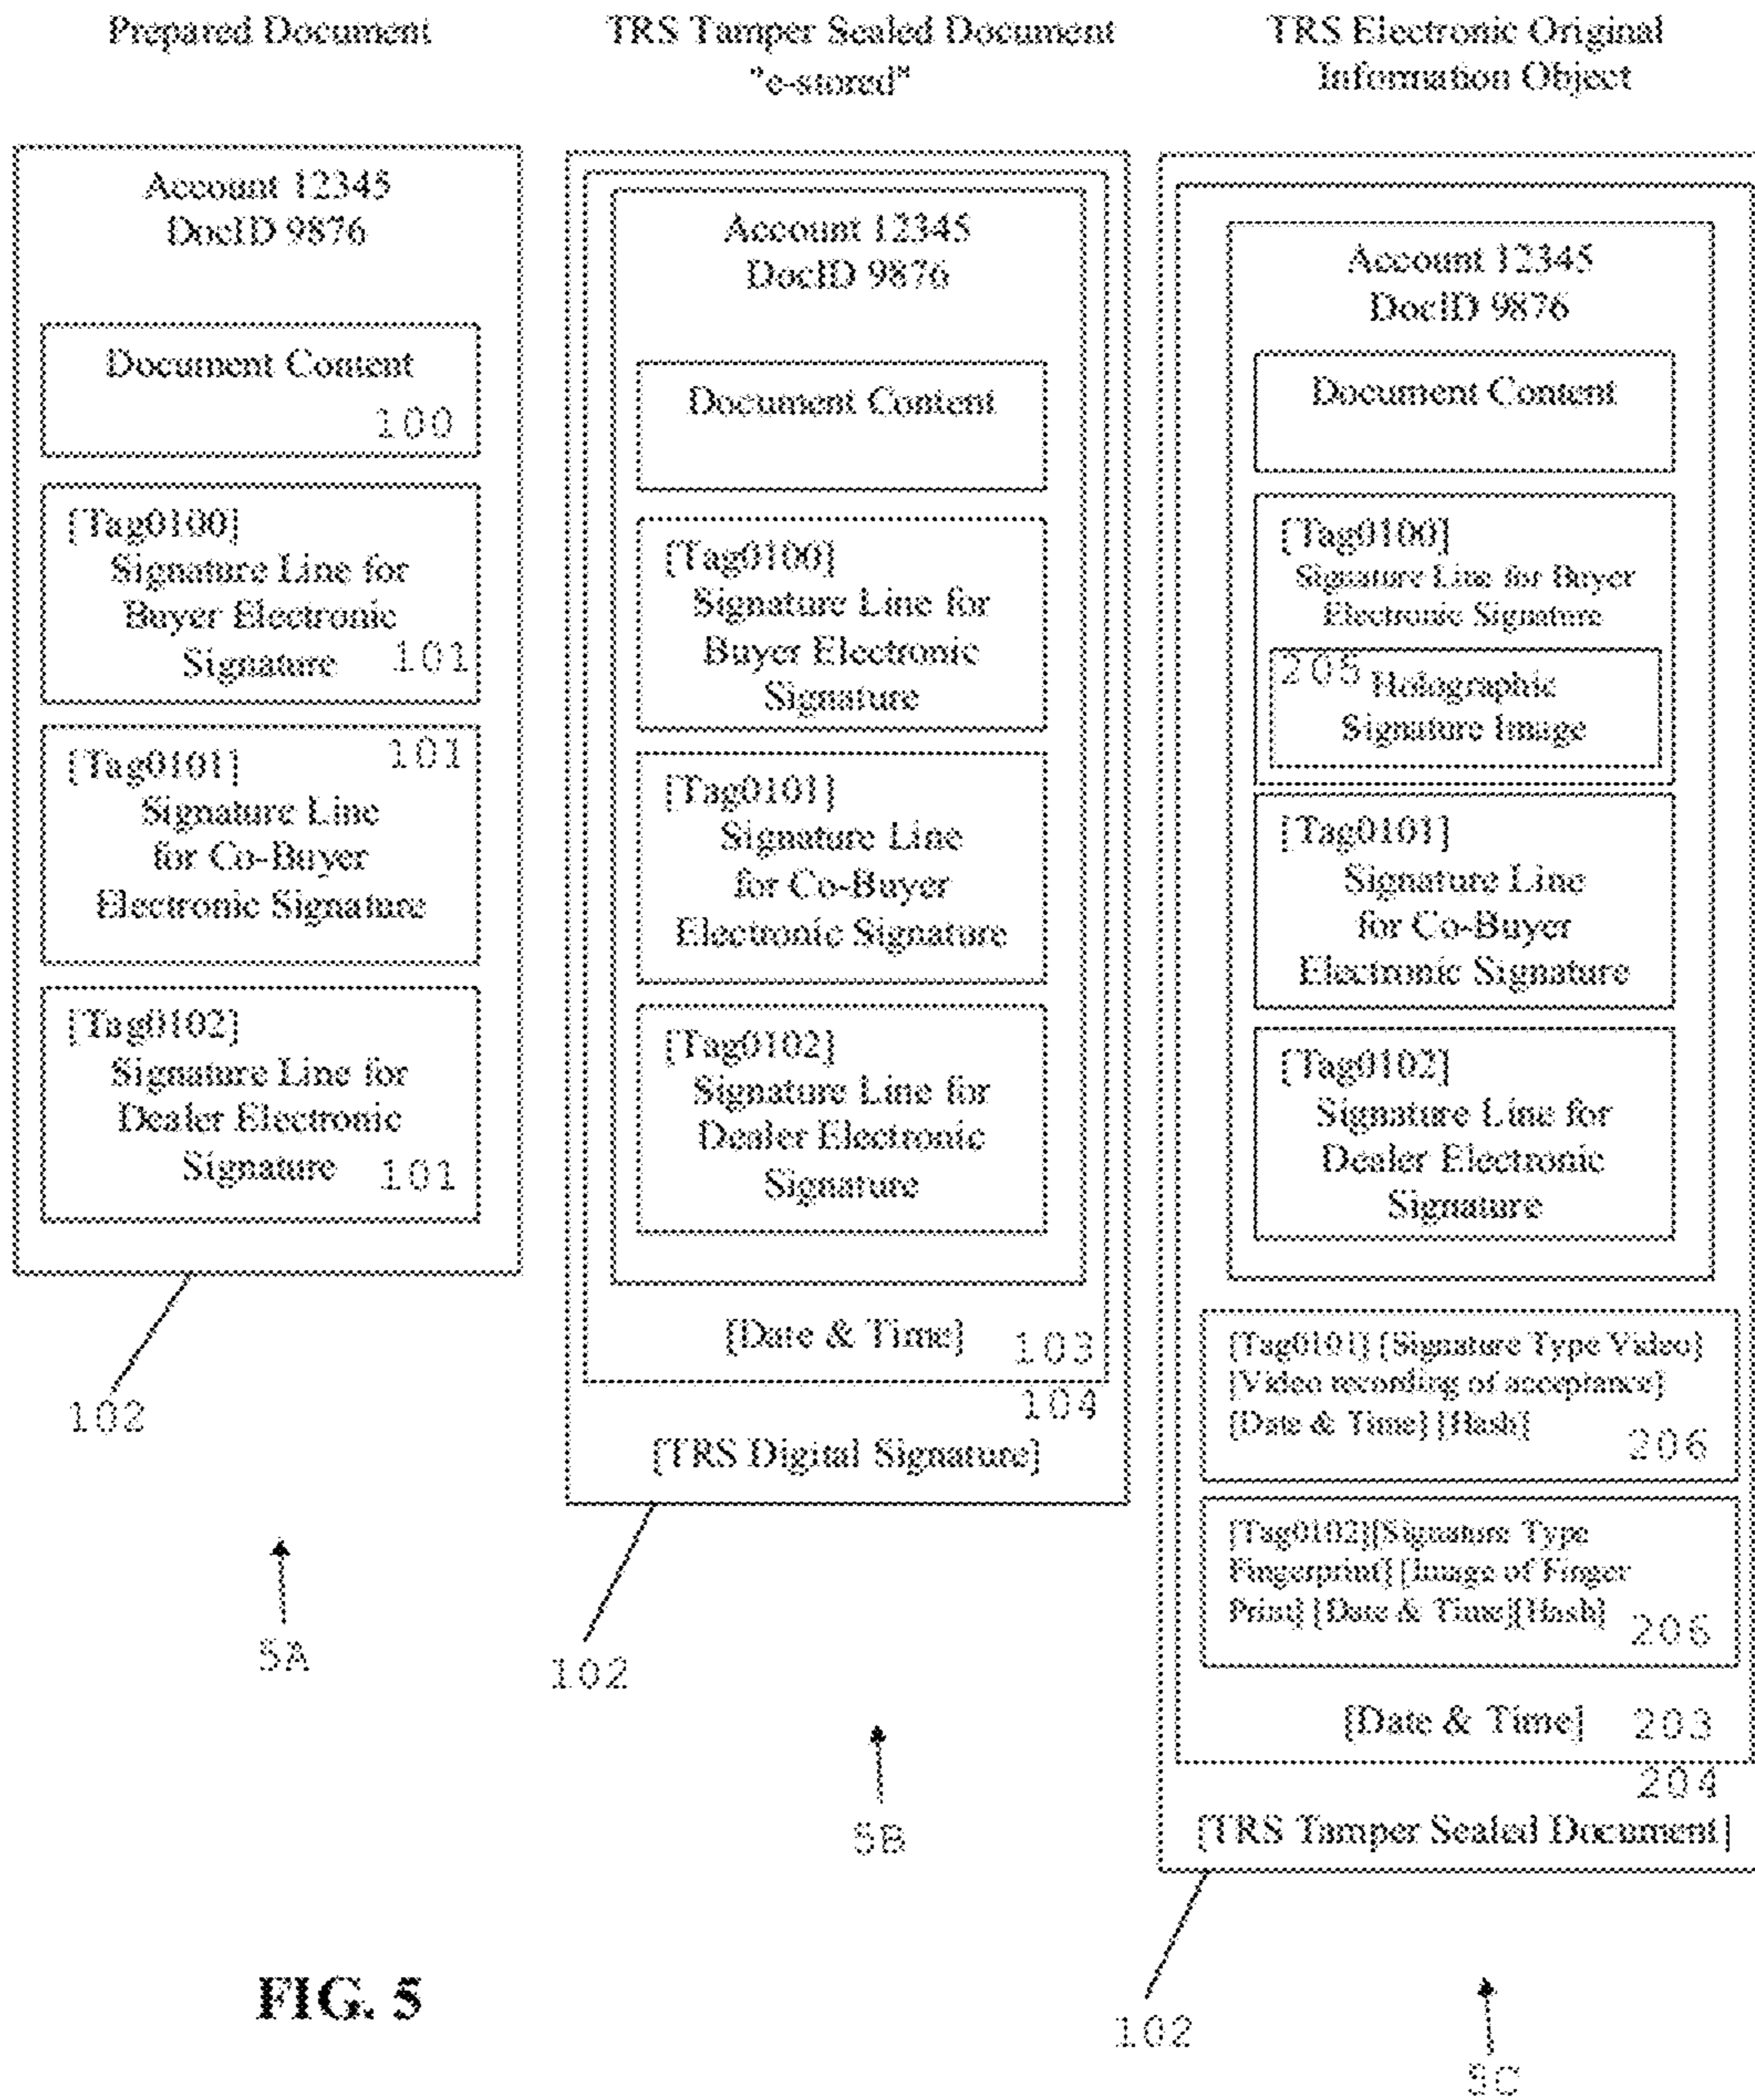 Prepared Document
Account 12345
DocID 9876
Document Content
100
[Tag0100]
Signature Line for
Buyer Electronic
Signature 101
[Tag0101] 101
Signature Line
for Co-Buyer
Electronic Signature
[Tag0102]
Signature Line for
Dealer Electronic
Signature 101
102
5A
TRS Tamper Sealed Document
"e-stored"
Account 12345
DocID 9876
Document Content
[Tag0100]
Signature Line for
Buyer Electronic
Signature
[Tag0101]
Signature Line
for Co-Buyer
Electronic Signature
[Tag0102]
Signature Line for
Dealer Electronic
Signature
[Date & Time] 103
104
[TRS Digital Signature]
102
5B
TRS Electronic Original
Information Object
Account 12345
DocID 9876
Document Content
[Tag0100]
Signature Line for Buyer
Electronic Signature
205 Holographic
Signature Image
[Tag0101]
Signature Line
for Co-Buyer
Electronic Signature
[Tag0102]
Signature Line for
Dealer Electronic
Signature
[Tag0101] [Signature Type Video]
[Video recording of acceptance]
[Date & Time] [Hash]
206
[Tag0102][Signature Type
Fingerprint] [Image of Finger
Print] [Date & Time][Hash]
206
[Date & Time] 203
204
[TRS Tamper Sealed Document]
102
5C
FIG. 5